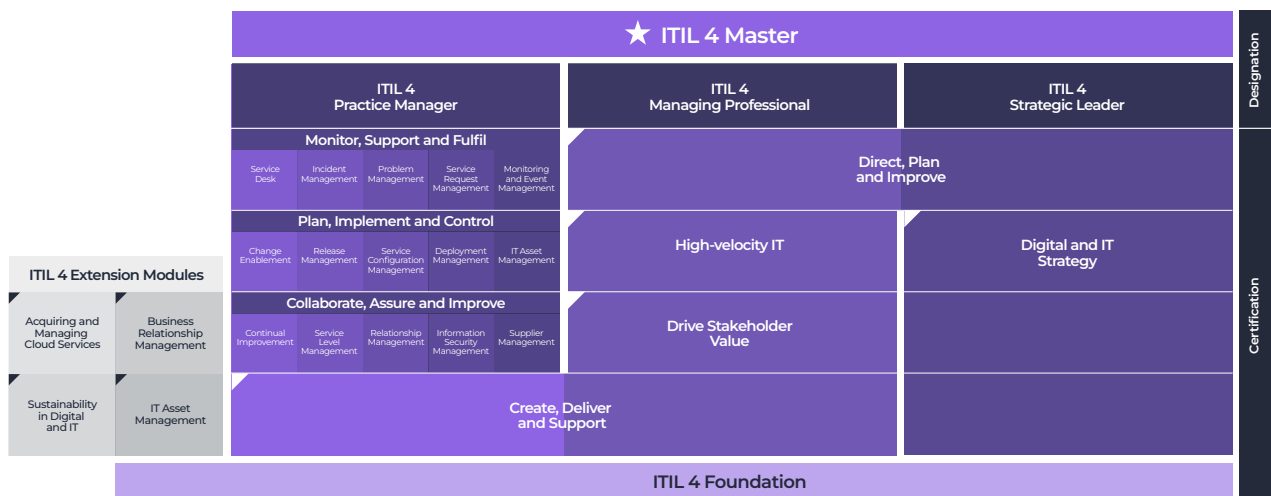 ITIL 4 Master
Designation
ITIL 4
Practice Manager
ITIL 4
Managing Professional
ITIL 4
Strategic Leader
Monitor, Support and Fulfil
Service
Desk
Incident
Management
Problem
Management
Service
Request
Management
Monitoring
and Event
Management
Direct, Plan
and Improve
Certification
Plan, Implement and Control
Change
Enablement
Release
Management
Service
Configuration
Management
Deployment
Management
IT Asset
Management
High-velocity IT
Digital and IT
Strategy
ITIL 4 Extension Modules
Acquiring and
Managing
Cloud Services
Business
Relationship
Management
Sustainability
in Digital
and IT
IT Asset
Management
Collaborate, Assure and Improve
Continual
Improvement
Service
Level
Management
Relationship
Management
Information
Security
Management
Supplier
Management
Drive Stakeholder
Value
Create, Deliver
and Support
ITIL 4 Foundation